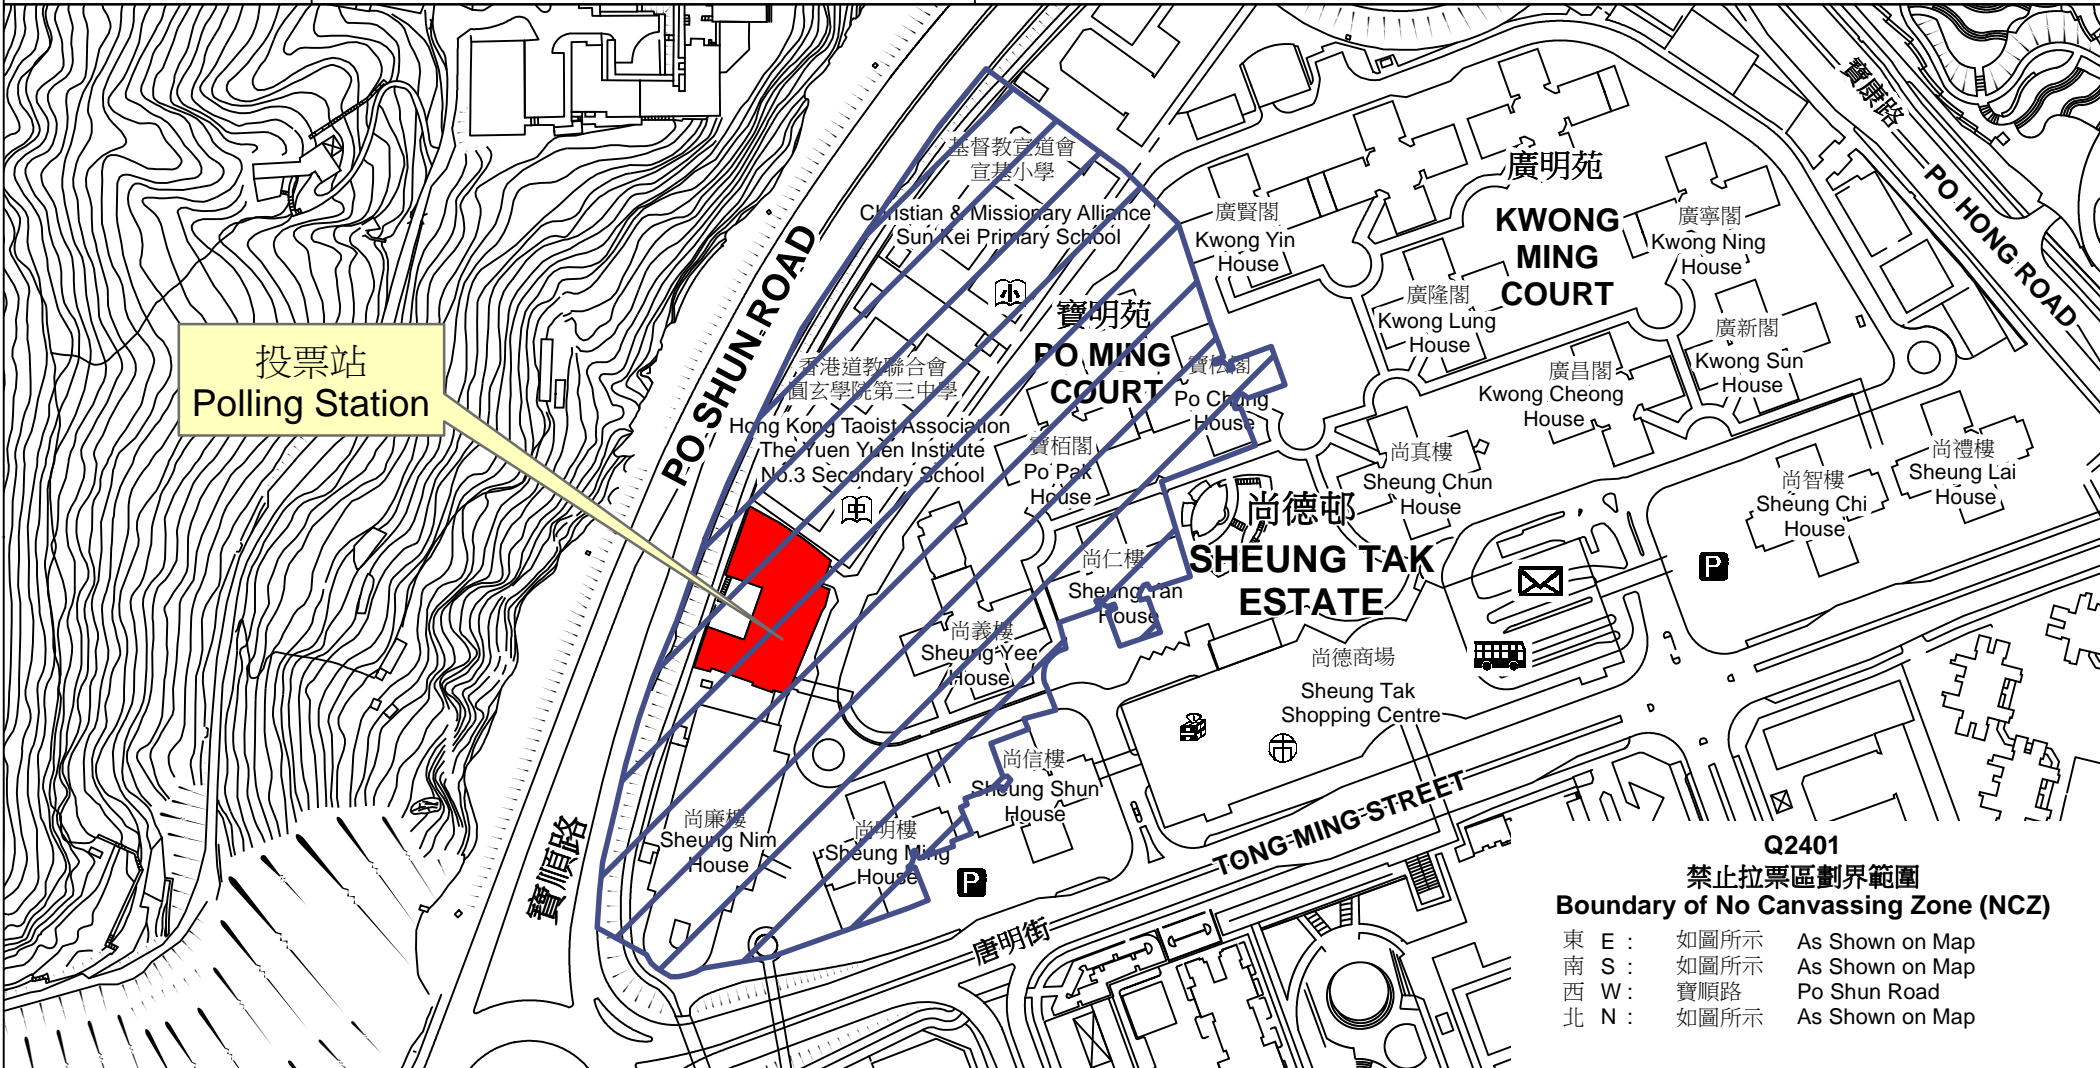 投票站
Polling Station
PO SHUN ROAD
寶順路
基督教宣道會
宣基小學
Christian & Missionary Alliance
Sun Kei Primary School
小
香港道教聯合會
圓玄學院第三中學
Hong Kong Taoist Association
The Yuen Yuen Institute
No.3 Secondary School
中
寶明苑
PO MING
COURT
寶松閣
Po Chung
House
寶栢閣
Po Pak
House
廣賢閣
Kwong Yin
House
廣明苑
KWONG
MING
COURT
廣隆閣
Kwong Lung
House
廣寧閣
Kwong Ning
House
廣新閣
Kwong Sun
House
廣昌閣
Kwong Cheong
House
寶康路
PO HONG ROAD
尚德邨
SHEUNG TAK
ESTATE
尚真樓
Sheung Chun
House
尚智樓
Sheung Chi
House
尚禮樓
Sheung Lai
House
尚仁樓
Sheung Yan
House
尚義樓
Sheung Yee
House
尚信樓
Sheung Shun
House
尚明樓
Sheung Ming
House
尚廉樓
Sheung Nim
House
尚德商場
Sheung Tak
Shopping Centre
市
P
P
TONG MING STREET
唐明街
Q2401
禁止拉票區劃界範圍
Boundary of No Canvassing Zone (NCZ)
東 E : 如圖所示 As Shown on Map
南 S : 如圖所示 As Shown on Map
西 W : 寶順路 Po Shun Road
北 N : 如圖所示 As Shown on Map